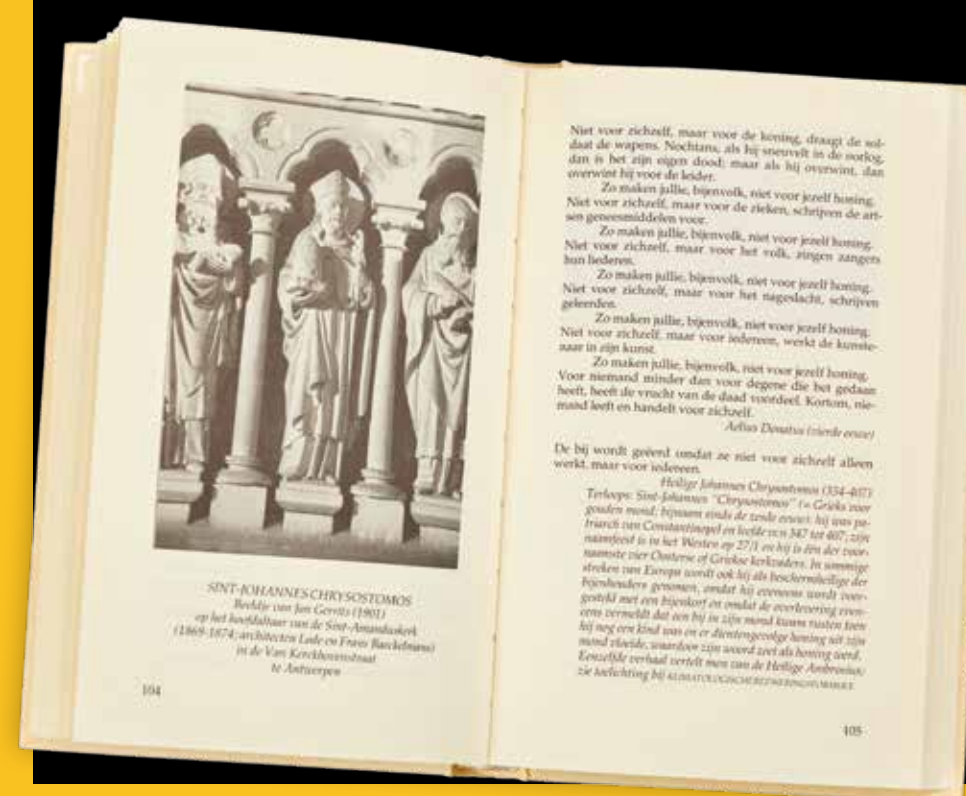 SINT-JOHANNES CHRYSOSTOMOS
Beeldje van Jan Gerrits (1901)
op het hoofdaltaar van de Sint-Amanduskerk
(1869-1874; architecten Lode en Frans Baeckelmans)
in de Van Kerckhovenstraat
te Antwerpen
104
Niet voor zichzelf, maar voor de koning, draagt de sol-
daat de wapens. Nochtans, als hij sneuvelt in de oorlog,
dan is het zijn eigen dood; maar als hij overwint, dan
overwint hij voor de leider.
Zo maken jullie, bijenvolk, niet voor jezelf honing.
Niet voor zichzelf, maar voor de zieken, schrijven de art-
sen geneesmiddelen voor.
Zo maken jullie, bijenvolk, niet voor jezelf honing.
Niet voor zichzelf, maar voor het volk, zingen zangers
hun liederen.
Zo maken jullie, bijenvolk, niet voor jezelf honing.
Niet voor zichzelf, maar voor het nageslacht, schrijven
geleerden.
Zo maken jullie, bijenvolk, niet voor jezelf honing.
Niet voor zichzelf, maar voor iedereen, werkt de kunste-
naar in zijn kunst.
Zo maken jullie, bijenvolk, niet voor jezelf honing.
Voor niemand minder dan voor degene die het gedaan
heeft, heeft de vrucht van de daad voordeel. Kortom, nie-
mand leeft en handelt voor zichzelf.
Aelius Donatus (vierde eeuw)
De bij wordt geëerd omdat ze niet voor zichzelf alleen
werkt, maar voor iedereen.
Heilige Johannes Chrysostomos (354-407)
Terloops: Sint-Johannes "Chrysostomos" (= Grieks voor
gouden mond; bijnaam sinds de zesde eeuw): hij was pa-
triarch van Constantinopel en leefde van 347 tot 407; zijn
naamfeest is in het Westen op 27/1 en hij is één der voor-
naamste vier Oosterse of Griekse kerkvaders. In sommige
streken van Europa wordt ook hij als beschermheilige der
bijenhouders genomen, omdat hij eveneens wordt voor-
gesteld met een bijenkorf en omdat de overlevering even-
eens vermeldt dat een bij in zijn mond kwam rusten toen
hij nog een kind was en er dientengevolge honing uit zijn
mond vloeide, waardoor zijn woord zoet als honing werd.
Eenzelfde verhaal vertelt men van de Heilige Ambrosius;
zie toelichting bij
105